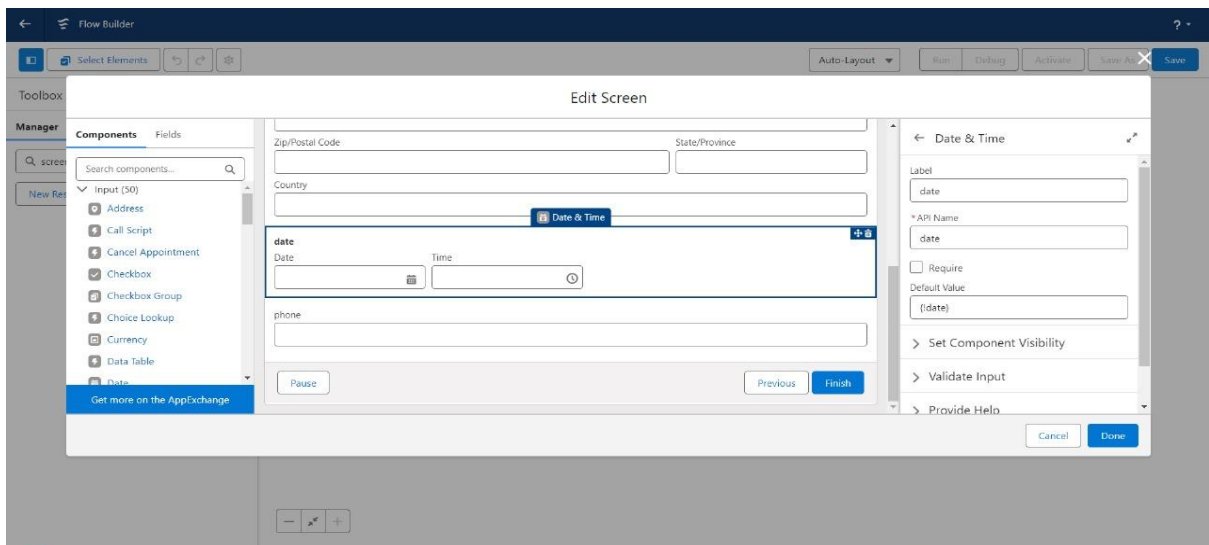 Flow Builder
?
Select Elements
Auto-Layout
Run
Debug
Activate
Save As
Save
Toolbox
Edit Screen
Manager
Components
Fields
Search components...
Input (50)
Address
Call Script
Cancel Appointment
Checkbox
Checkbox Group
Choice Lookup
Currency
Data Table
Date
Get more on the AppExchange
screen
New Res
Zip/Postal Code
State/Province
Country
Date & Time
date
Date
Time
phone
Pause
Previous
Finish
Date & Time
Label
date
* API Name
date
Require
Default Value
{!date}
Set Component Visibility
Validate Input
Provide Help
Cancel
Done